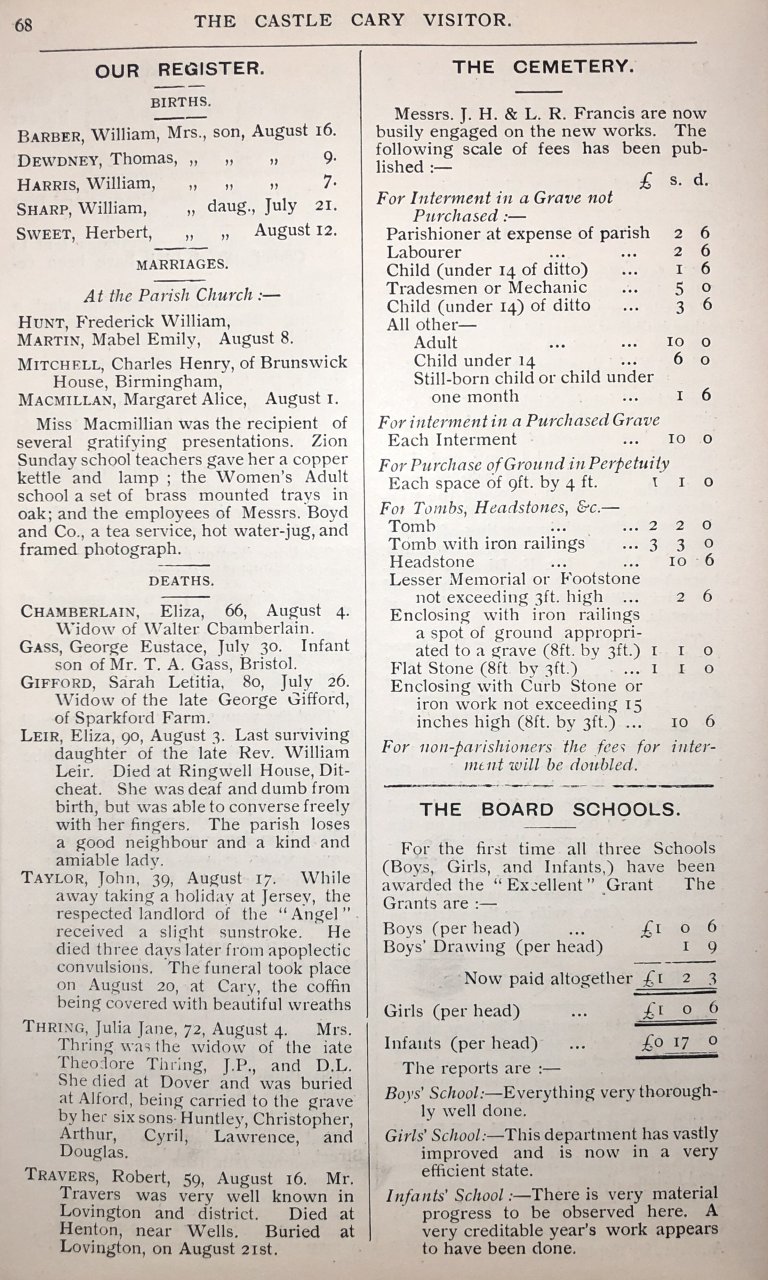 68
THE CASTLE CARY VISITOR.
OUR REGISTER.
BIRTHS.
BARBER, William, Mrs., son, August 16.
DEWDNEY, Thomas, „ „ „ 9.
HARRIS, William, „ „ „ 7.
SHARP, William, „ daug., July 21.
SWEET, Herbert, „ „ August 12.
MARRIAGES.
At the Parish Church :—
HUNT, Frederick William,
MARTIN, Mabel Emily, August 8.
MITCHELL, Charles Henry, of Brunswick
House, Birmingham,
MACMILLAN, Margaret Alice, August 1.
Miss Macmillian was the recipient of
several gratifying presentations. Zion
Sunday school teachers gave her a copper
kettle and lamp ; the Women's Adult
school a set of brass mounted trays in
oak; and the employees of Messrs. Boyd
and Co., a tea service, hot water-jug, and
framed photograph.
DEATHS.
CHAMBERLAIN, Eliza, 66, August 4.
Widow of Walter Chamberlain.
GASS, George Eustace, July 30. Infant
son of Mr. T. A. Gass, Bristol.
GIFFORD, Sarah Letitia, 80, July 26.
Widow of the late George Gifford,
of Sparkford Farm.
LEIR, Eliza, 90, August 3. Last surviving
daughter of the late Rev. William
Leir. Died at Ringwell House, Dit-
cheat. She was deaf and dumb from
birth, but was able to converse freely
with her fingers. The parish loses
a good neighbour and a kind and
amiable lady.
TAYLOR, John, 39, August 17. While
away taking a holiday at Jersey, the
respected landlord of the "Angel"
received a slight sunstroke. He
died three days later from apoplectic
convulsions. The funeral took place
on August 20, at Cary, the coffin
being covered with beautiful wreaths
THRING, Julia Jane, 72, August 4. Mrs.
Thring was the widow of the iate
Theodore Thring, J.P., and D.L.
She died at Dover and was buried
at Alford, being carried to the grave
by her six sons- Huntley, Christopher,
Arthur, Cyril, Lawrence, and
Douglas.
TRAVERS, Robert, 59, August 16. Mr.
Travers was very well known in
Lovington and district. Died at
Henton, near Wells. Buried at
Lovington, on August 21st.
THE CEMETERY.
Messrs. J. H. & L. R. Francis are now
busily engaged on the new works. The
following scale of fees has been pub-
lished :—
£ s. d.
For Interment in a Grave not
Purchased :—
Parishioner at expense of parish 2 6
Labourer ... ... 2 6
Child (under 14 of ditto) ... 1 6
Tradesmen or Mechanic ... 5 0
Child (under 14) of ditto ... 3 6
All other—
Adult ... ... 10 0
Child under 14 ... 6 0
Still-born child or child under
one month ... 1 6
For interment in a Purchased Grave
Each Interment ... 10 0
For Purchase of Ground in Perpetuity
Each space of 9ft. by 4 ft. 1 1 0
For Tombs, Headstones, &c.—
Tomb ... ... 2 2 0
Tomb with iron railings ... 3 3 0
Headstone ... ... 10 6
Lesser Memorial or Footstone
not exceeding 3ft. high ... 2 6
Enclosing with iron railings
a spot of ground appropri-
ated to a grave (8ft. by 3ft.) 1 1 0
Flat Stone (8ft by 3ft.) ... 1 1 0
Enclosing with Curb Stone or
iron work not exceeding 15
inches high (8ft. by 3ft.) ... 10 6
For non-parishioners the fees for inter-
ment will be doubled.
THE BOARD SCHOOLS.
For the first time all three Schools
(Boys, Girls, and Infants,) have been
awarded the "Excellent" Grant The
Grants are :—
Boys (per head) ... £1 0 6
Boys' Drawing (per head) 1 9
Now paid altogether £1 2 3
Girls (per head) ... £1 0 6
Infants (per head) ... £0 17 0
The reports are :—
Boys' School:—Everything very thorough-
ly well done.
Girls' School:—This department has vastly
improved and is now in a very
efficient state.
Infants' School :—There is very material
progress to be observed here. A
very creditable year's work appears
to have been done.